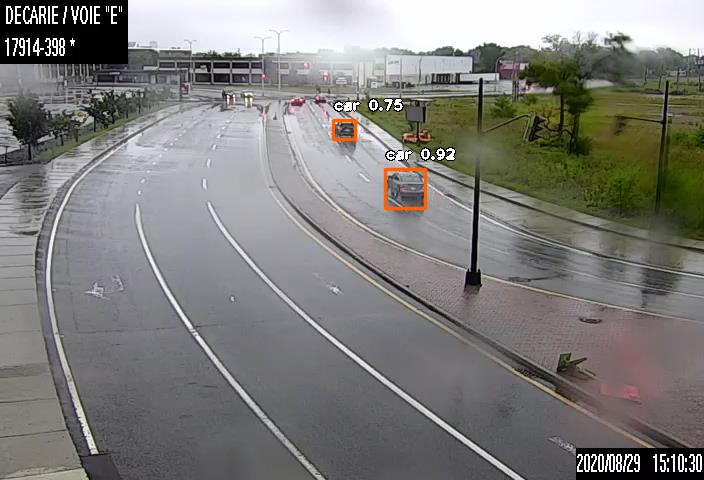 DECARIE / VOIE "E"
17914-398 *
car 0.75
car 0.92
2020/08/29 15:10:30